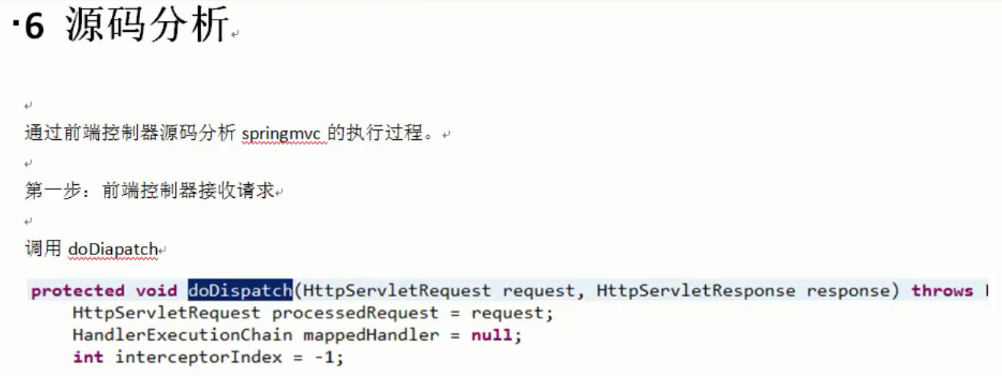 6 源码分析
通过前端控制器源码分析 springmvc 的执行过程。
第一步：前端控制器接收请求
调用 doDiapatch
protected void doDispatch(HttpServletRequest request, HttpServletResponse response) throws
HttpServletRequest processedRequest = request;
HandlerExecutionChain mappedHandler = null;
int interceptorIndex = -1;